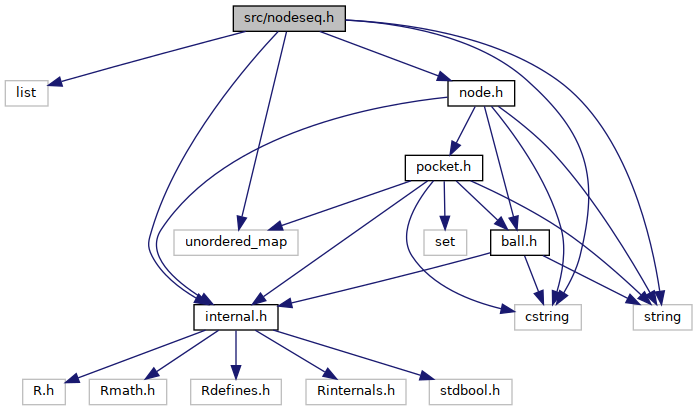 src/nodeseq.h
list
node.h
pocket.h
unordered_map
set
ball.h
internal.h
cstring
string
R.h
Rmath.h
Rdefines.h
Rinternals.h
stdbool.h